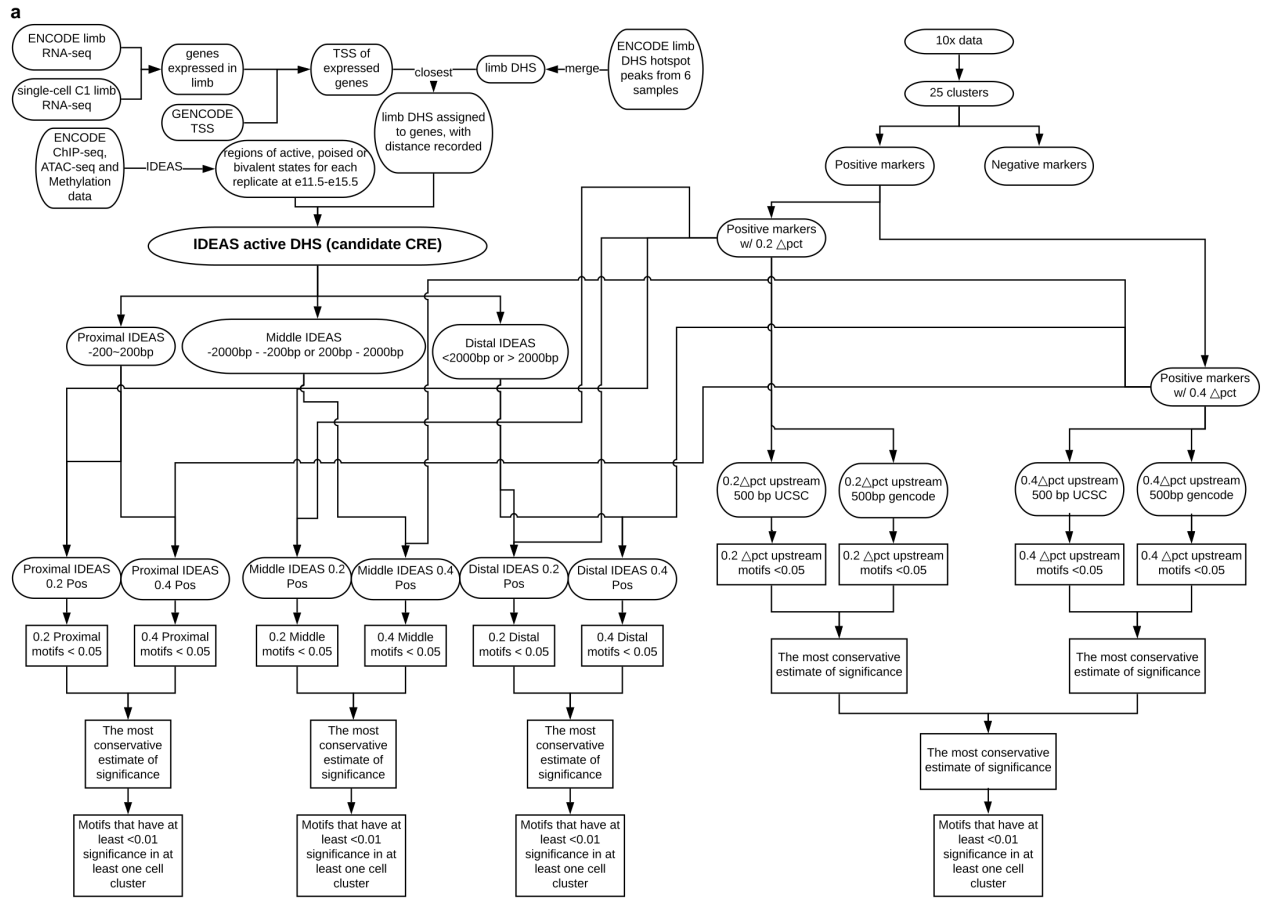 a
ENCODE limb
RNA-seq
single-cell C1 limb
RNA-seq
genes
expressed in
limb
GENCODE
TSS
TSS of
expressed
genes
closest
limb DHS
merge
ENCODE limb
DHS hotspot
peaks from 6
samples
limb DHS assigned
to genes, with
distance recorded
ENCODE
ChIP-seq,
ATAC-seq and
Methylation
data
IDEAS
regions of active, poised or
bivalent states for each
replicate at e11.5-e15.5
IDEAS active DHS (candidate CRE)
10x data
25 clusters
Positive markers
Negative markers
Positive markers
w/ 0.2 △pct
Positive markers
w/ 0.4 △pct
Proximal IDEAS
-200~200bp
Middle IDEAS
-2000bp - -200bp or 200bp - 2000bp
Distal IDEAS
<2000bp or > 2000bp
0.2△pct upstream
500 bp UCSC
0.2△pct upstream
500bp gencode
0.4△pct upstream
500 bp UCSC
0.4△pct upstream
500bp gencode
0.2 △pct upstream
motifs <0.05
0.2 △pct upstream
motifs <0.05
0.4 △pct upstream
motifs <0.05
0.4 △pct upstream
motifs <0.05
Proximal IDEAS
0.2 Pos
Proximal IDEAS
0.4 Pos
Middle IDEAS 0.2
Pos
Middle IDEAS 0.4
Pos
Distal IDEAS 0.2
Pos
Distal IDEAS 0.4
Pos
0.2 Proximal
motifs < 0.05
0.4 Proximal
motifs < 0.05
0.2 Middle
motifs < 0.05
0.4 Middle
motifs < 0.05
0.2 Distal
motifs < 0.05
0.4 Distal
motifs < 0.05
The most conservative
estimate of significance
The most conservative
estimate of significance
The most
conservative
estimate of
significance
The most
conservative
estimate of
significance
The most
conservative
estimate of
significance
The most conservative
estimate of significance
Motifs that have at
least <0.01
significance in at
least one cell
cluster
Motifs that have at
least <0.01
significance in at
least one cell
cluster
Motifs that have at
least <0.01
significance in at
least one cell
cluster
Motifs that have at
least <0.01
significance in at
least one cell
cluster